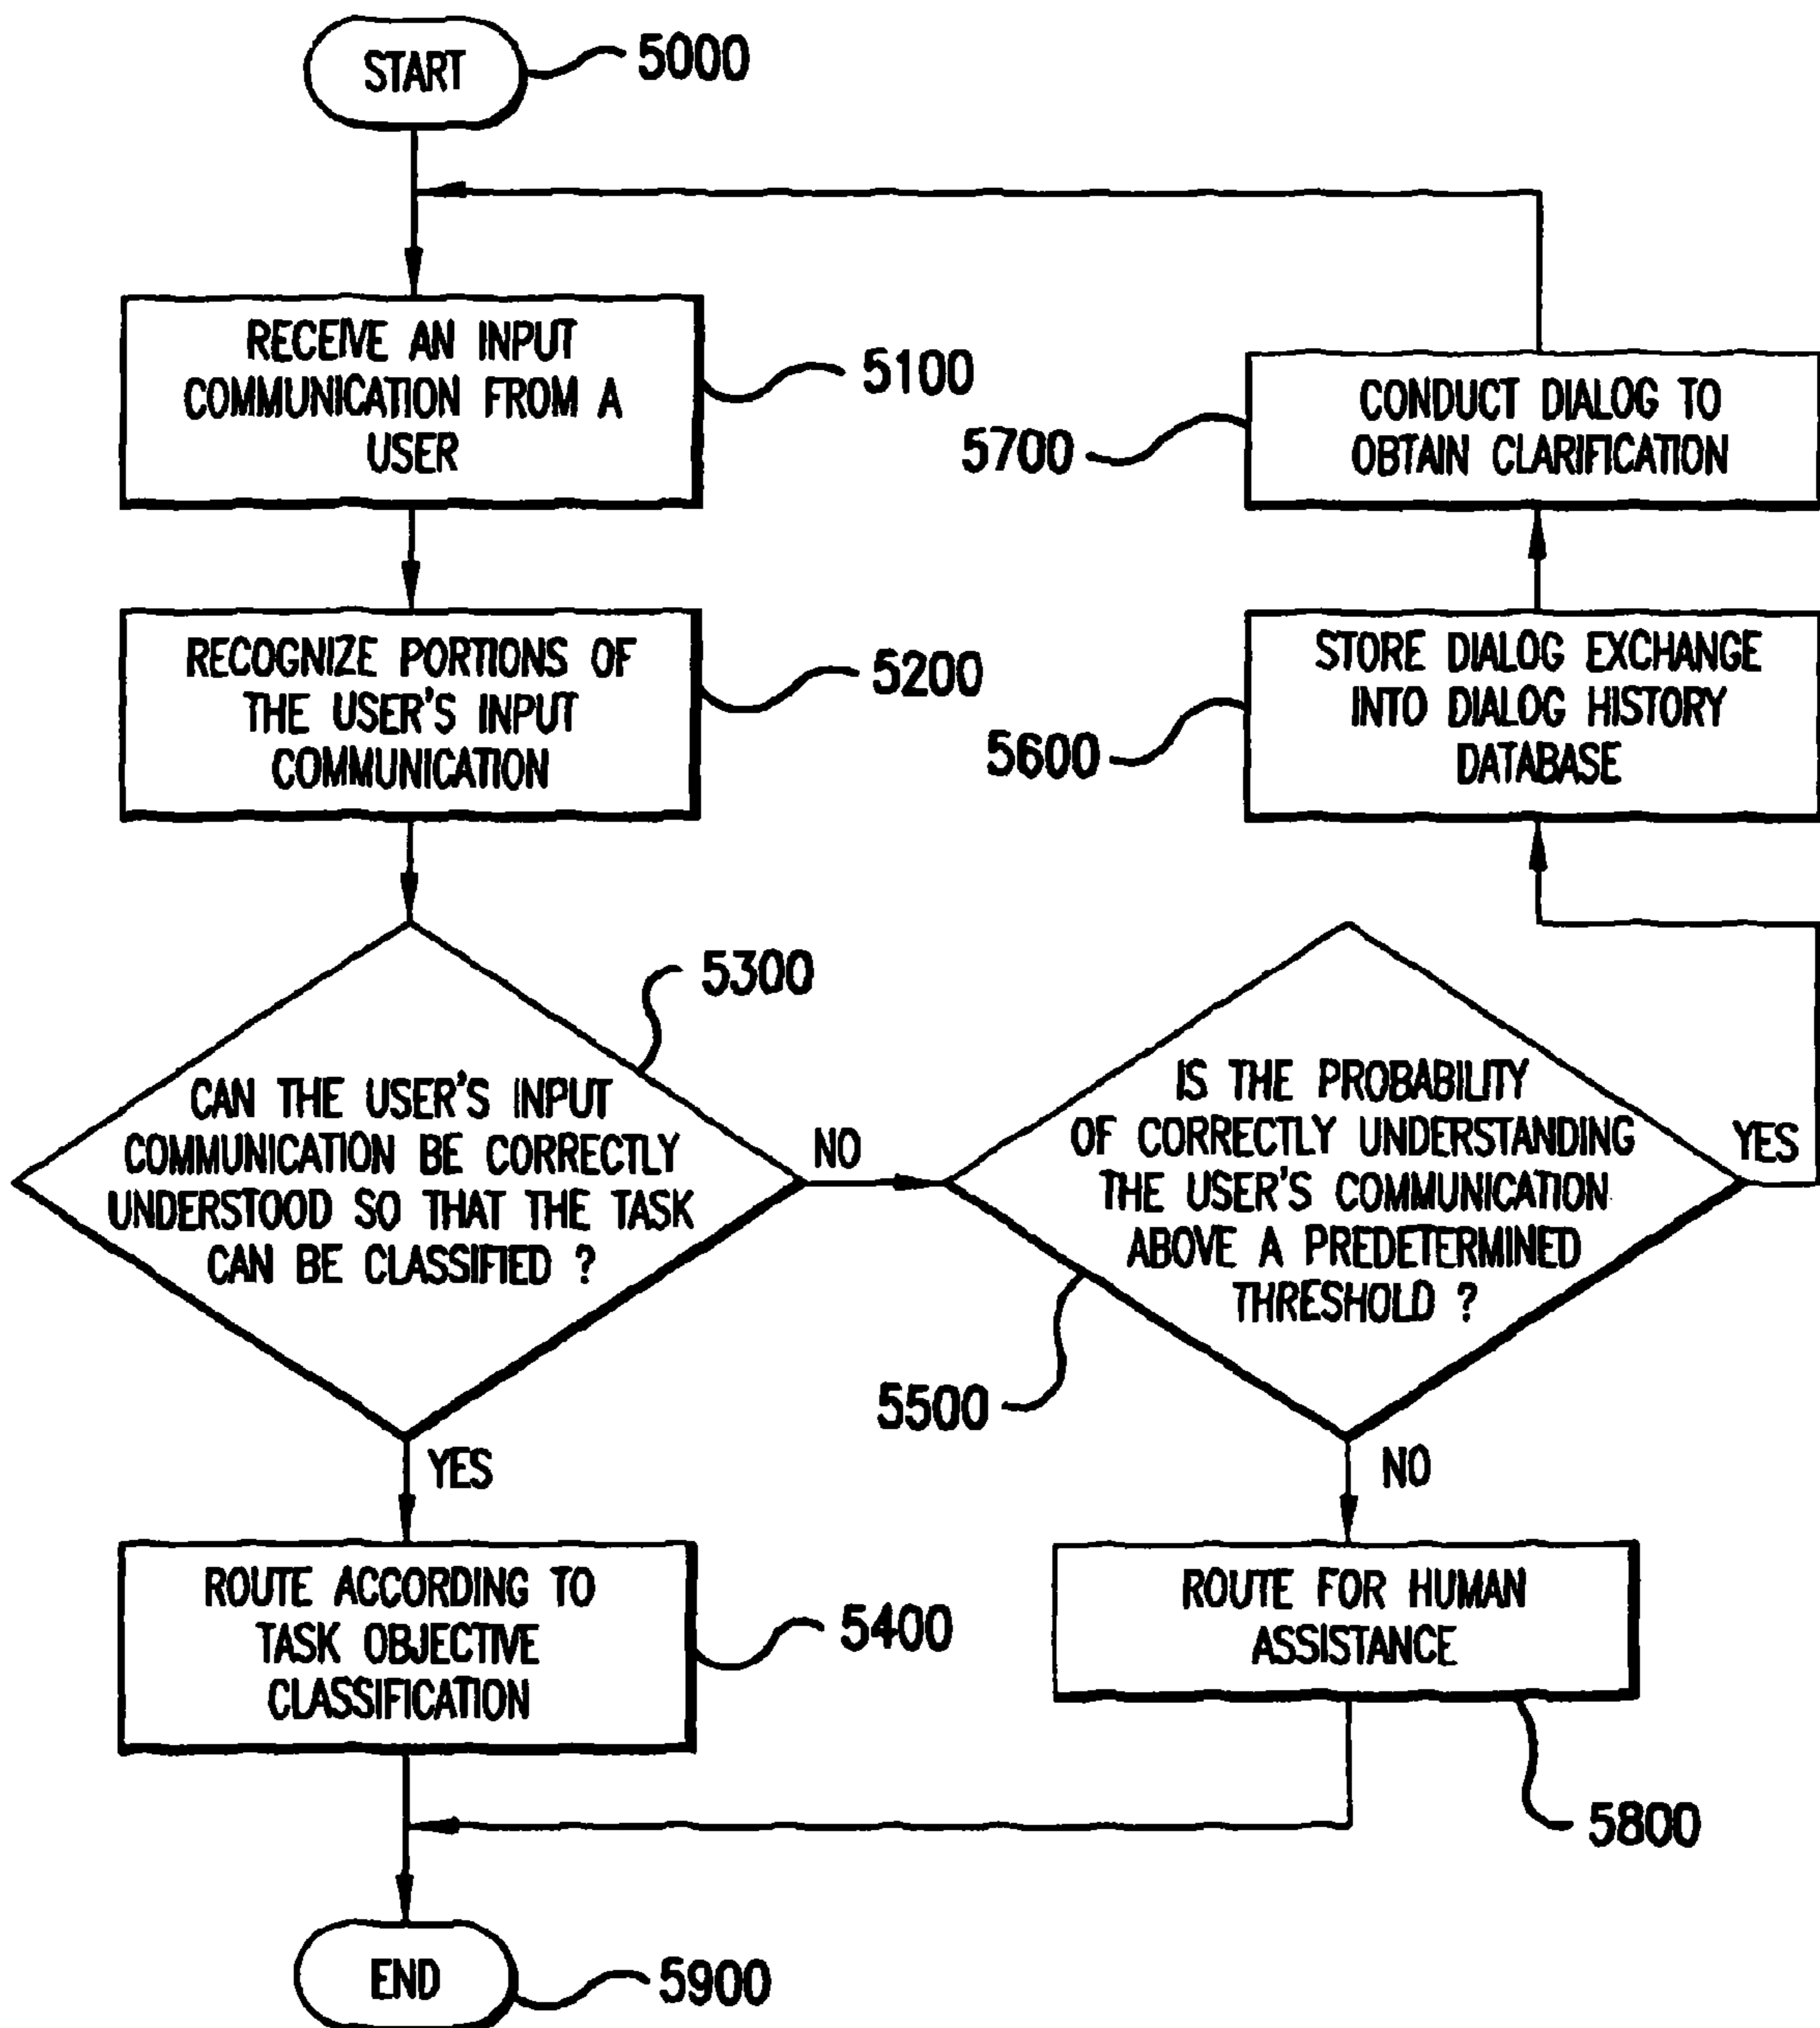 START
5000
RECEIVE AN INPUT
COMMUNICATION FROM A
USER
5100
CONDUCT DIALOG TO
OBTAIN CLARIFICATION
5700
RECOGNIZE PORTIONS OF
THE USER'S INPUT
COMMUNICATION
5200
STORE DIALOG EXCHANGE
INTO DIALOG HISTORY
DATABASE
5600
5300
CAN THE USER'S INPUT
COMMUNICATION BE CORRECTLY
UNDERSTOOD SO THAT THE TASK
CAN BE CLASSIFIED ?
NO
IS THE PROBABILITY
OF CORRECTLY UNDERSTANDING
THE USER'S COMMUNICATION
ABOVE A PREDETERMINED
THRESHOLD ?
YES
5500
YES
NO
ROUTE ACCORDING TO
TASK OBJECTIVE
CLASSIFICATION
5400
ROUTE FOR HUMAN
ASSISTANCE
5800
END
5900